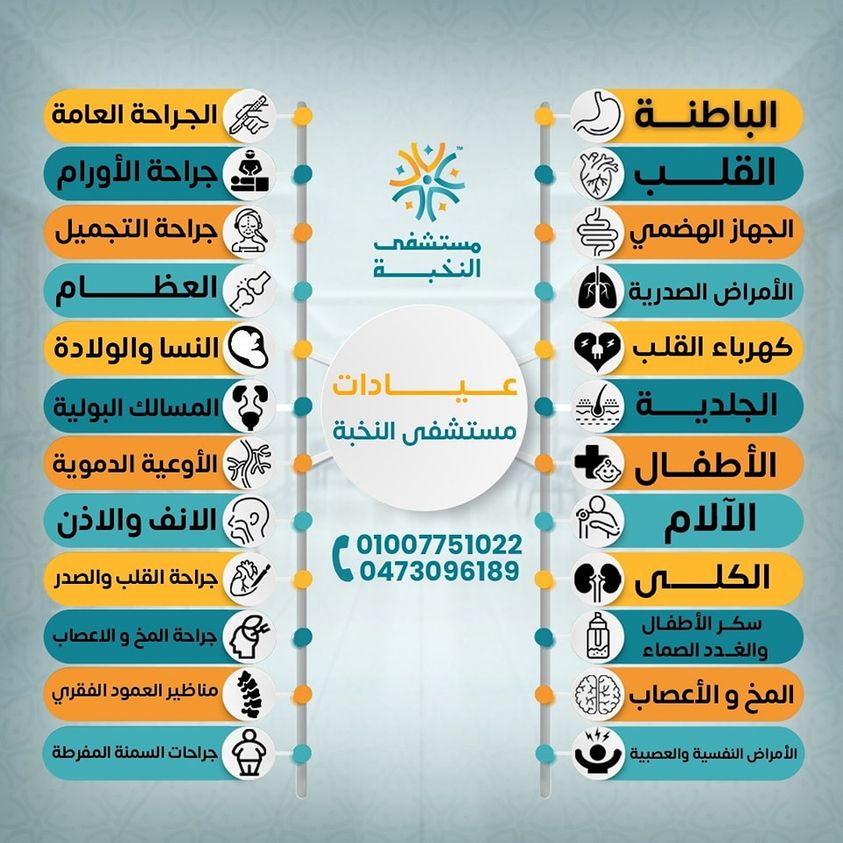 مستشفى
النخبة
عيادات
مستشفى النخبة
01007751022
0473096189
الباطنة
القلب
الجهاز الهضمي
الأمراض الصدرية
كهرباء القلب
الجلدية
الأطفال
الآلام
الكلى
سكر الأطفال
والغدد الصماء
المخ و الأعصاب
الأمراض النفسية والعصبية
الجراحة العامة
جراحة الأورام
جراحة التجميل
العظام
النسا والولادة
المسالك البولية
الأوعية الدموية
الانف والاذن
جراحة القلب والصدر
جراحة المخ و الاعصاب
مناظير العمود الفقري
جراحات السمنة المفرطة